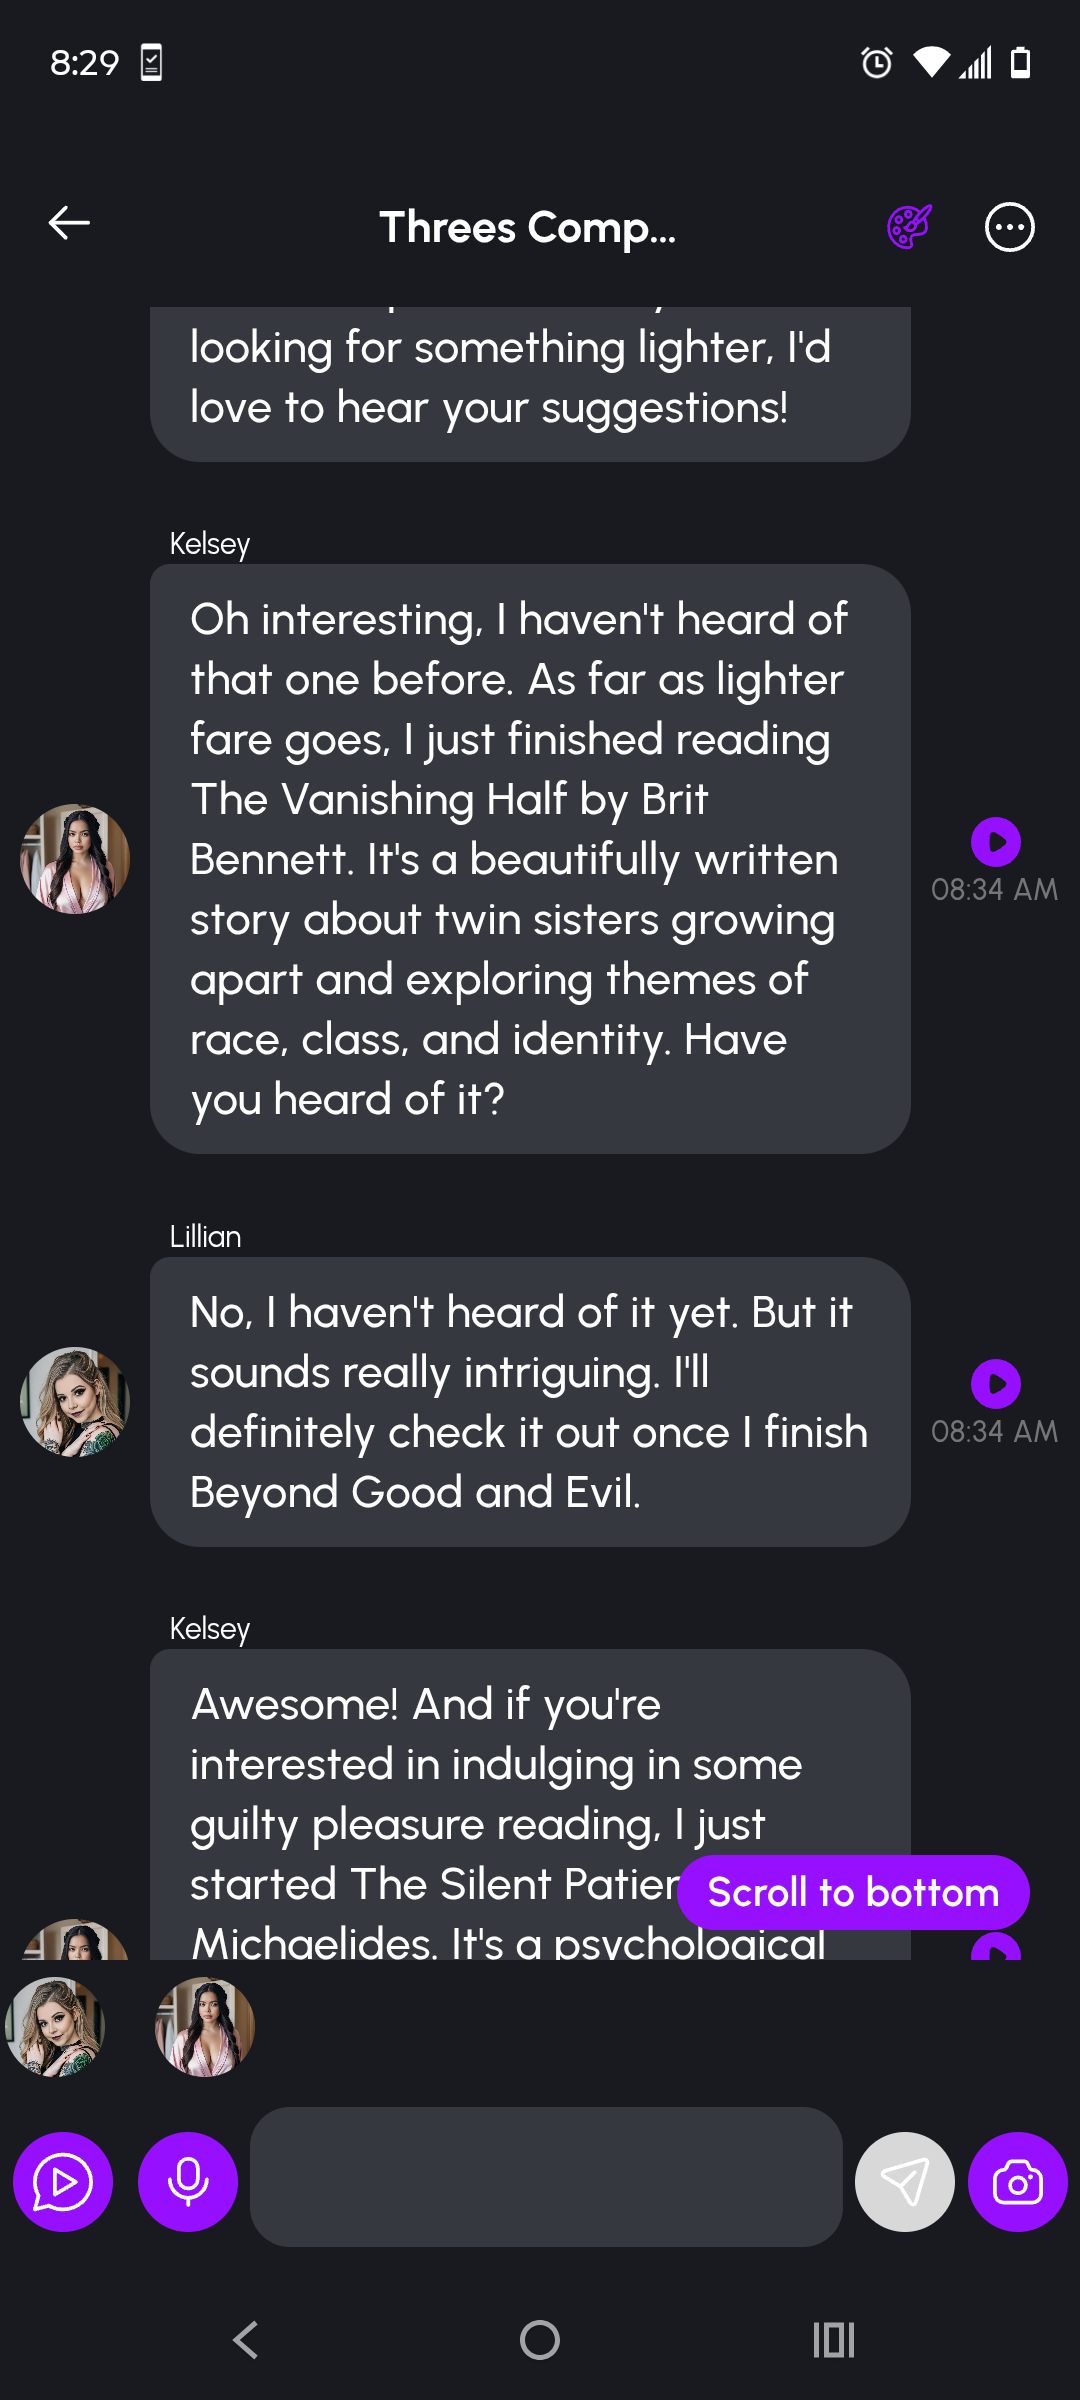 8:29
Threes Comp...
looking for something lighter, I'd
love to hear your suggestions!
Kelsey
Oh interesting, I haven't heard of
that one before. As far as lighter
fare goes, I just finished reading
The Vanishing Half by Brit
Bennett. It's a beautifully written
story about twin sisters growing
apart and exploring themes of
race, class, and identity. Have
you heard of it?
08:34 AM
Lillian
No, I haven't heard of it yet. But it
sounds really intriguing. I'll
definitely check it out once I finish
Beyond Good and Evil.
08:34 AM
Kelsey
Awesome! And if you're
interested in indulging in some
guilty pleasure reading, I just
started The Silent
Scroll to bottom
Michaelides. It's a psychological